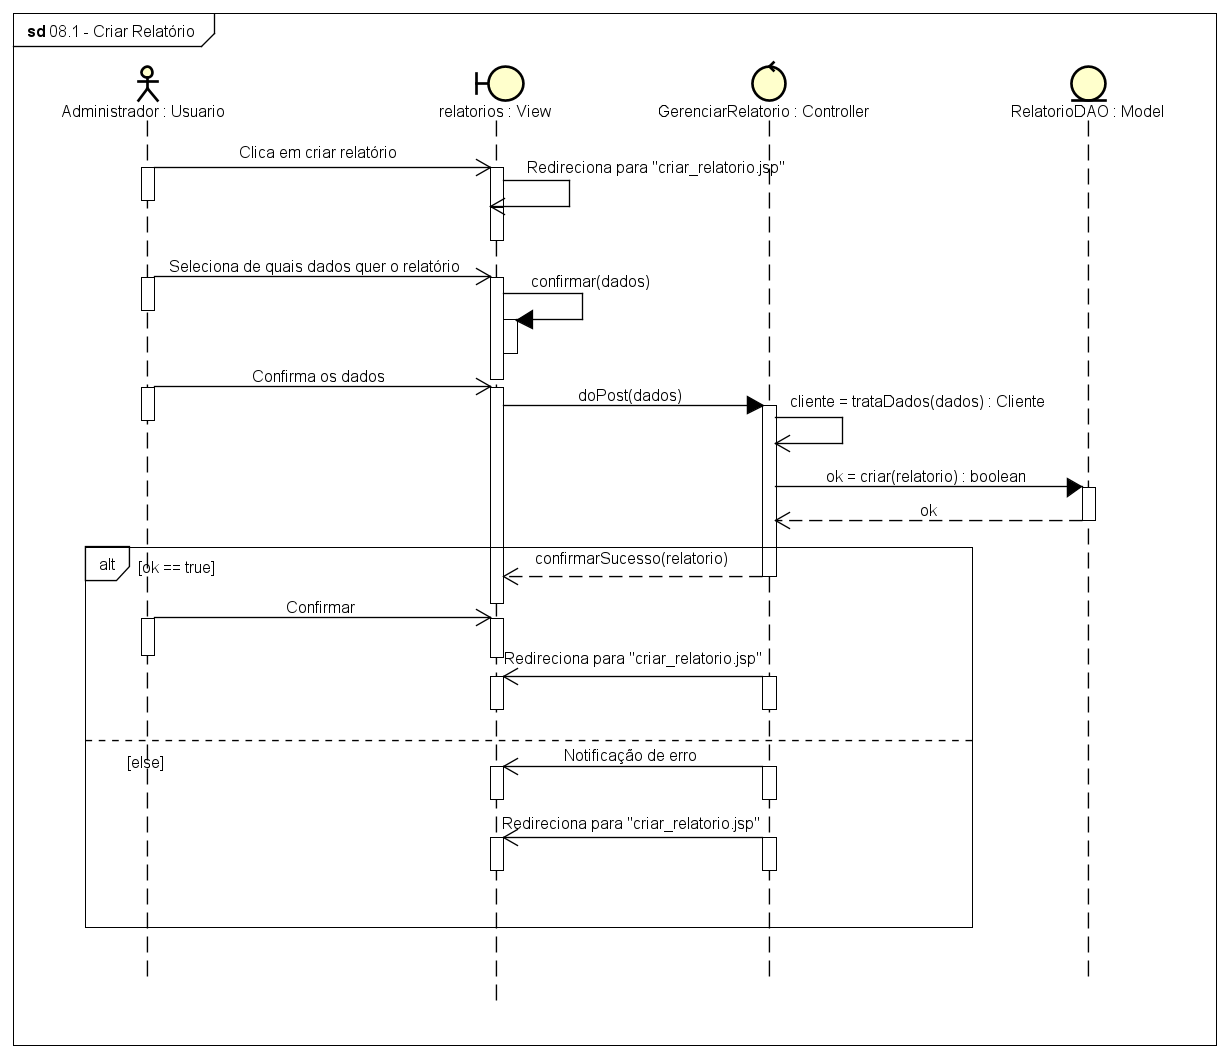 sd 08.1 - Criar Relatório
Administrador : Usuario
relatorios : View
GerenciarRelatorio : Controller
RelatorioDAO : Model
Clica em criar relatório
Redireciona para "criar_relatorio.jsp"
Seleciona de quais dados quer o relatório
confirmar(dados)
Confirma os dados
doPost(dados)
cliente = trataDados(dados) : Cliente
ok = criar(relatorio) : boolean
ok
alt
[ok == true]
confirmarSucesso(relatorio)
Confirmar
Redireciona para "criar_relatorio.jsp"
[else]
Notificação de erro
Redireciona para "criar_relatorio.jsp"